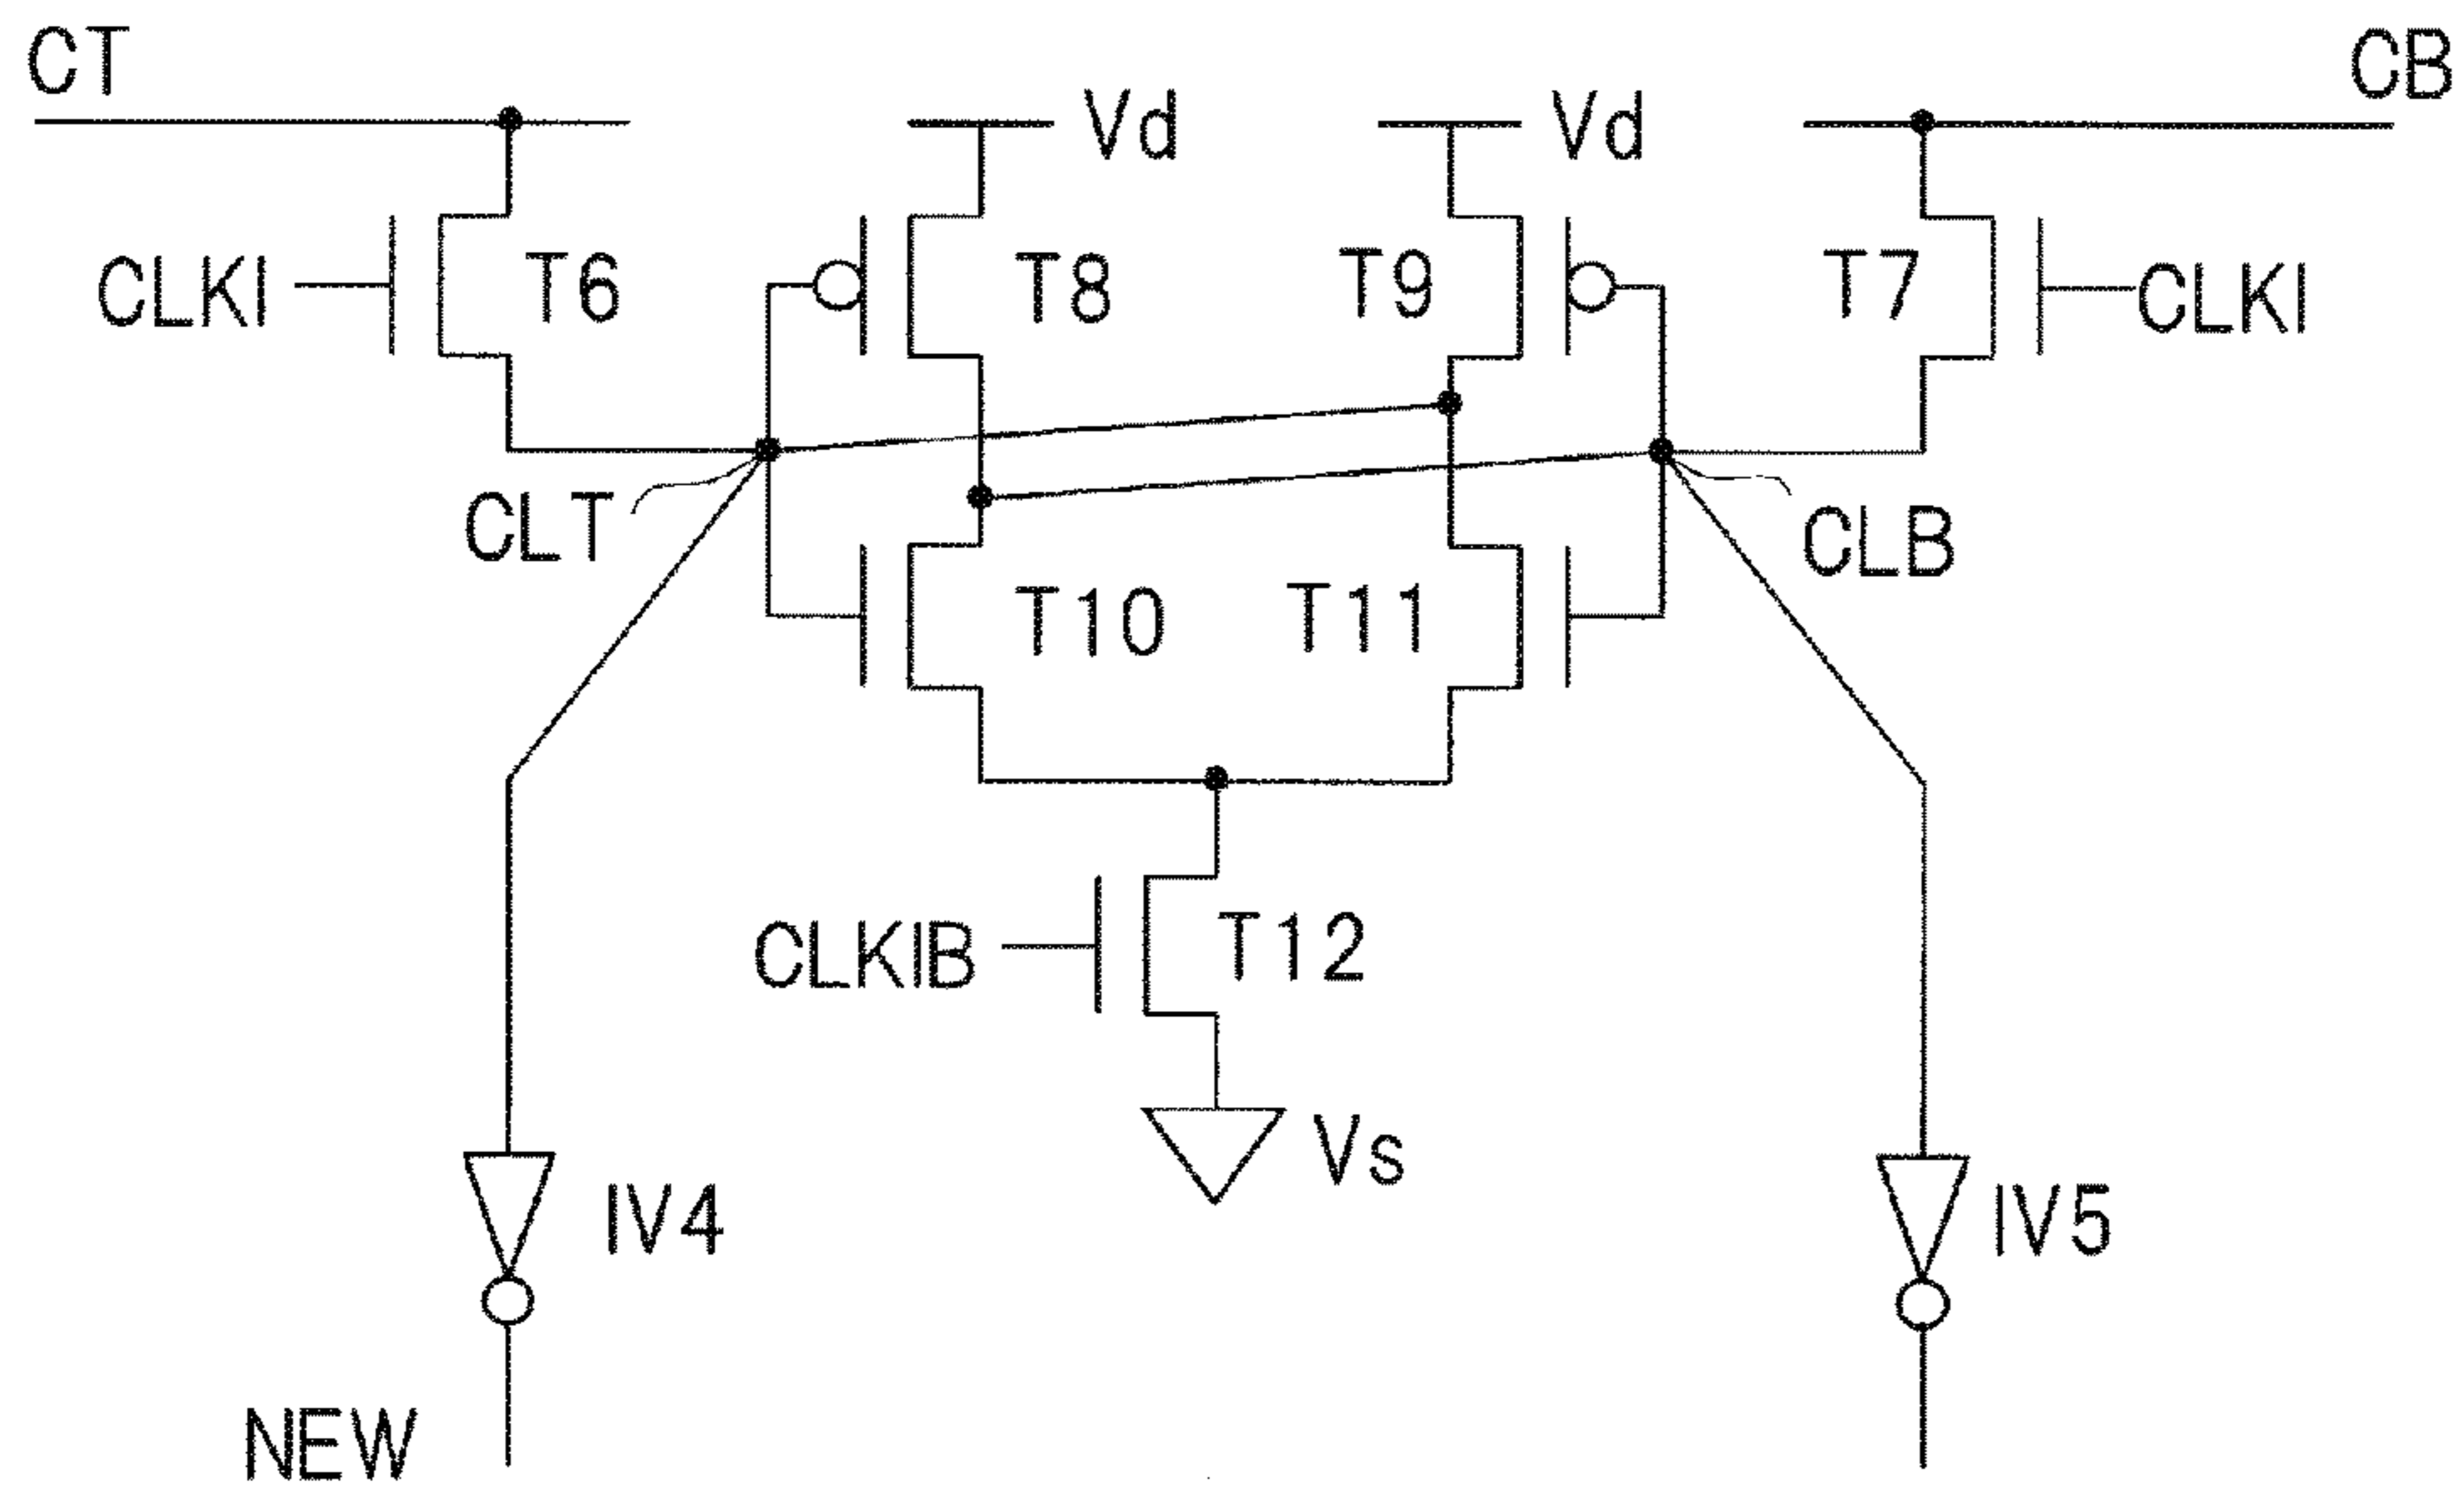 CT
CB
Vd
Vd
CLKI
T6
T8
T9
T7
CLKI
CLT
CLB
T10
T11
CLKIB
T12
Vs
IV4
IV5
NEW